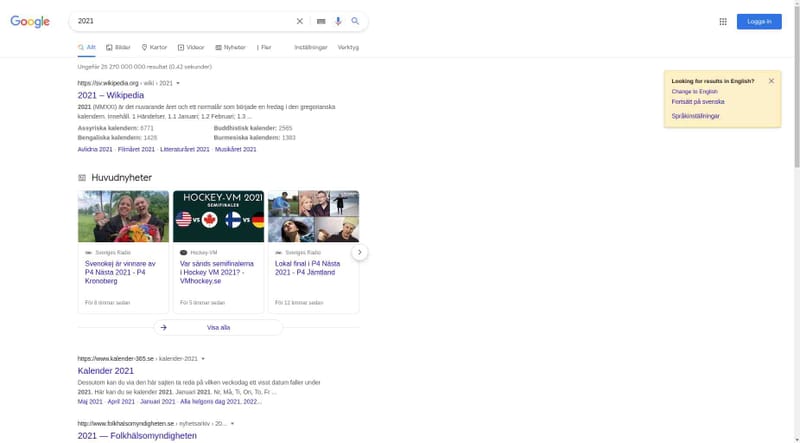 Google
2021
Logga in
Allt
Bilder
Kartor
Videor
Nyheter
Fler
Inställningar
Verktyg
Ungefär 25 270 000 000 resultat (0,42 sekunder)
https://sv.wikipedia.org › wiki › 2021
2021 – Wikipedia
2021 (MMXXI) är det nuvarande året och ett normalår som började en fredag i den gregorianska
kalendern. Innehåll. 1 Händelser. 1.1 Januari; 1.2 Februari; 1.3 ...
Assyriska kalendern: 6771
Buddhistisk kalender: 2565
Bengaliska kalendern: 1428
Burmesiska kalendern: 1383
Avlidna 2021 · Filmåret 2021 · Litteraturåret 2021 · Musikåret 2021
Looking for results in English?
Change to English
Fortsätt på svenska
Språkinställningar
Huvudnyheter
HOCKEY-VM 2021
SEMIFINALER
VS
VS
Sveriges Radio
Svenokej är vinnare av
P4 Nästa 2021 - P4
Kronoberg
För 8 timmar sedan
Hockey-VM
Var sänds semifinalerna
i Hockey VM 2021? -
VMhockey.se
För 5 timmar sedan
Sveriges Radio
Lokal final i P4 Nästa
2021 - P4 Jämtland
För 12 timmar sedan
Visa alla
https://www.kalender-365.se › kalender-2021
Kalender 2021
Dessutom kan du via den här sajten ta reda på vilken veckodag ett visst datum faller under
2021. Här kan du se kalender 2021. Januari 2021. Nr, Må, Ti, On, To, Fr ...
Maj 2021 · April 2021 · Januari 2021 · Alla helgons dag 2021, 2022...
http://www.folkhalsomyndigheten.se › nyhetsarkiv › 20...
2021 — Folkhälsomyndigheten